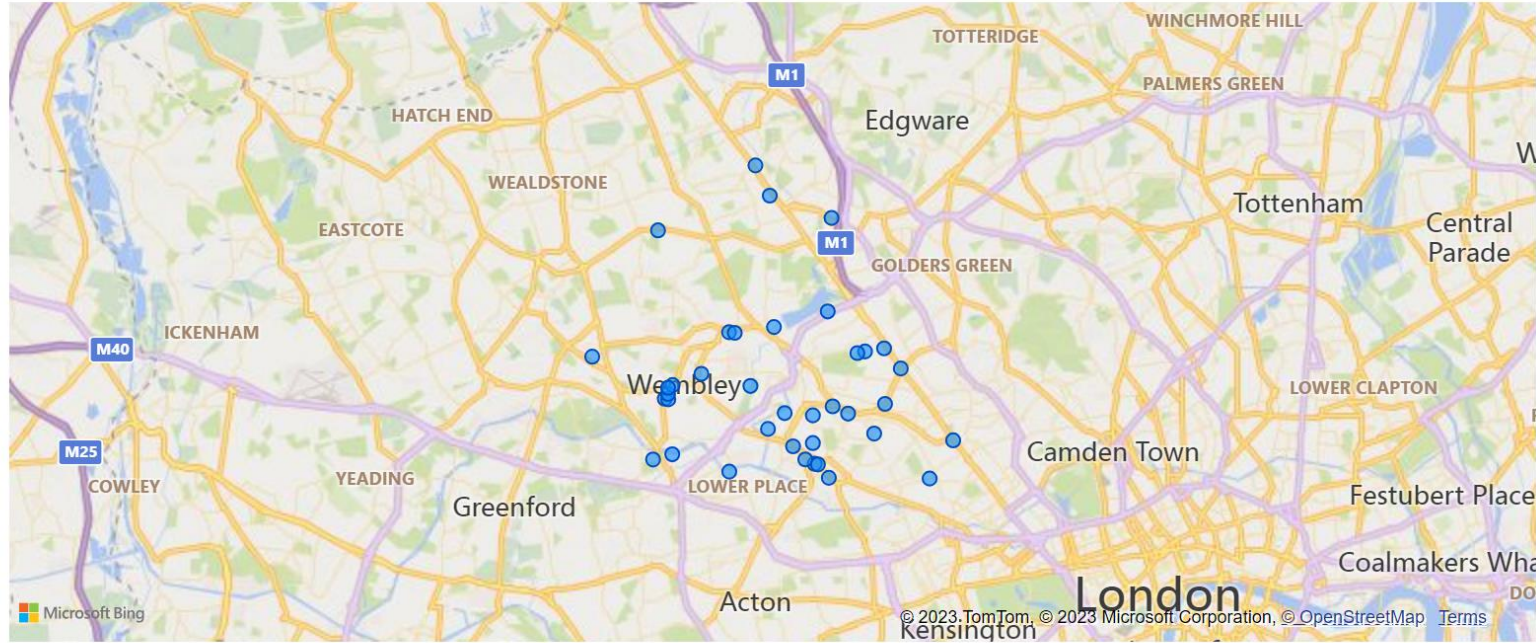 WINCHMORE HILL
TOTTERIDGE
M1
PALMERS GREEN
HATCH END
Edgware
WEALDSTONE
Tottenham
EASTCOTE
Central
Parade
M1
GOLDERS GREEN
ICKENHAM
M40
Wembley
LOWER CLAPTON
M25
Camden Town
COWLEY
YEADING
LOWER PLACE
Greenford
Festubert Place
Coalmakers Wha
DO
Microsoft Bing
Acton
London
© 2023 TomTom, © 2023 Microsoft Corporation, © OpenStreetMap Terms
Kensington